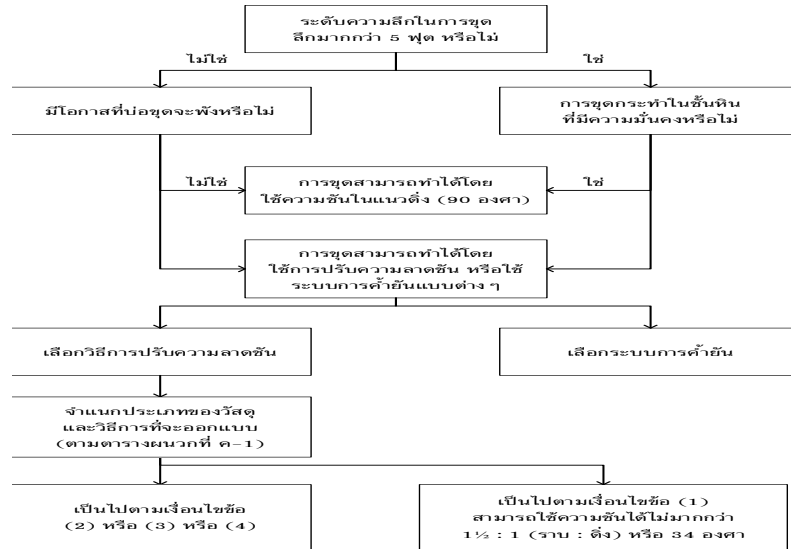 ระดับความลึกในการขุด
ลึกมากกว่า 5 ฟุต หรือไม่
ไม่ใช่
ใช่
มีโอกาสที่บ่อขุดจะพังหรือไม่
การขุดกระทำในชั้นหิน
ที่มีความมั่นคงหรือไม่
ไม่ใช่
การขุดสามารถทำได้โดย
ใช้ความชันในแนวดิ่ง (90 องศา)
ใช่
การขุดสามารถทำได้โดย
ใช้การปรับความลาดชัน หรือใช้
ระบบการค้ำยันแบบต่าง ๆ
เลือกวิธีการปรับความลาดชัน
เลือกระบบการค้ำยัน
จำแนกประเภทของวัสดุ
และวิธีการที่จะออกแบบ
(ตามตารางผนวกที่ ค-1)
เป็นไปตามเงื่อนไขข้อ
(2) หรือ (3) หรือ (4)
เป็นไปตามเงื่อนไขข้อ (1)
สามารถใช้ความชันได้ไม่มากกว่า
1½ : 1 (ราบ : ดิ่ง) หรือ 34 องศา